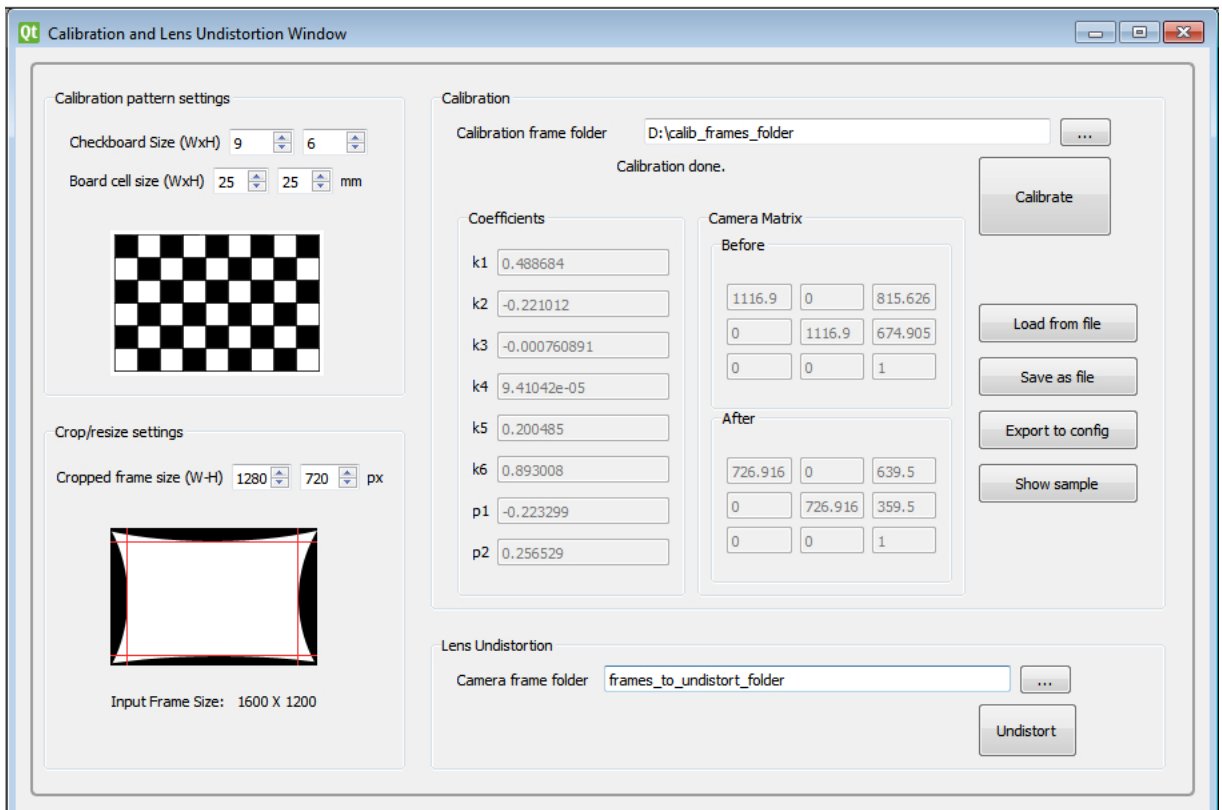 Qt Calibration and Lens Undistortion Window
Calibration pattern settings
Checkboard Size (WxH) 9 6
Board cell size (WxH) 25 25 mm
Crop/resize settings
Cropped frame size (W-H) 1280 720 px
Input Frame Size: 1600 X 1200
Calibration
Calibration frame folder D:\calib_frames_folder ...
Calibration done.
Calibrate
Coefficients
k1 0.488684
k2 -0.221012
k3 -0.000760891
k4 9.41042e-05
k5 0.200485
k6 0.893008
p1 -0.223299
p2 0.256529
Camera Matrix
Before
1116.9 0 815.626
0 1116.9 674.905
0 0 1
After
726.916 0 639.5
0 726.916 359.5
0 0 1
Load from file
Save as file
Export to config
Show sample
Lens Undistortion
Camera frame folder frames_to_undistort_folder ...
Undistort